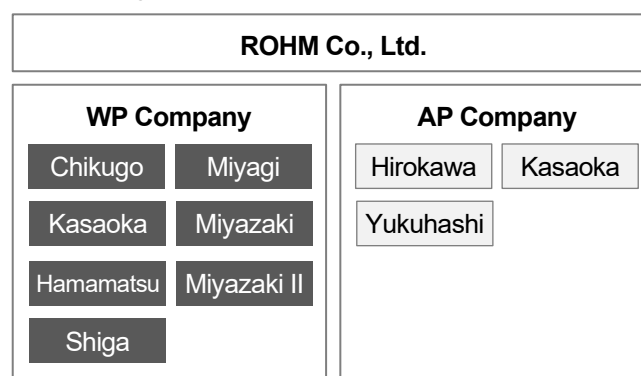 ROHM Co., Ltd.
WP Company
Chikugo Miyagi
Kasaoka Miyazaki
Hamamatsu Miyazaki II
Shiga
AP Company
Hirokawa Kasaoka
Yukuhashi